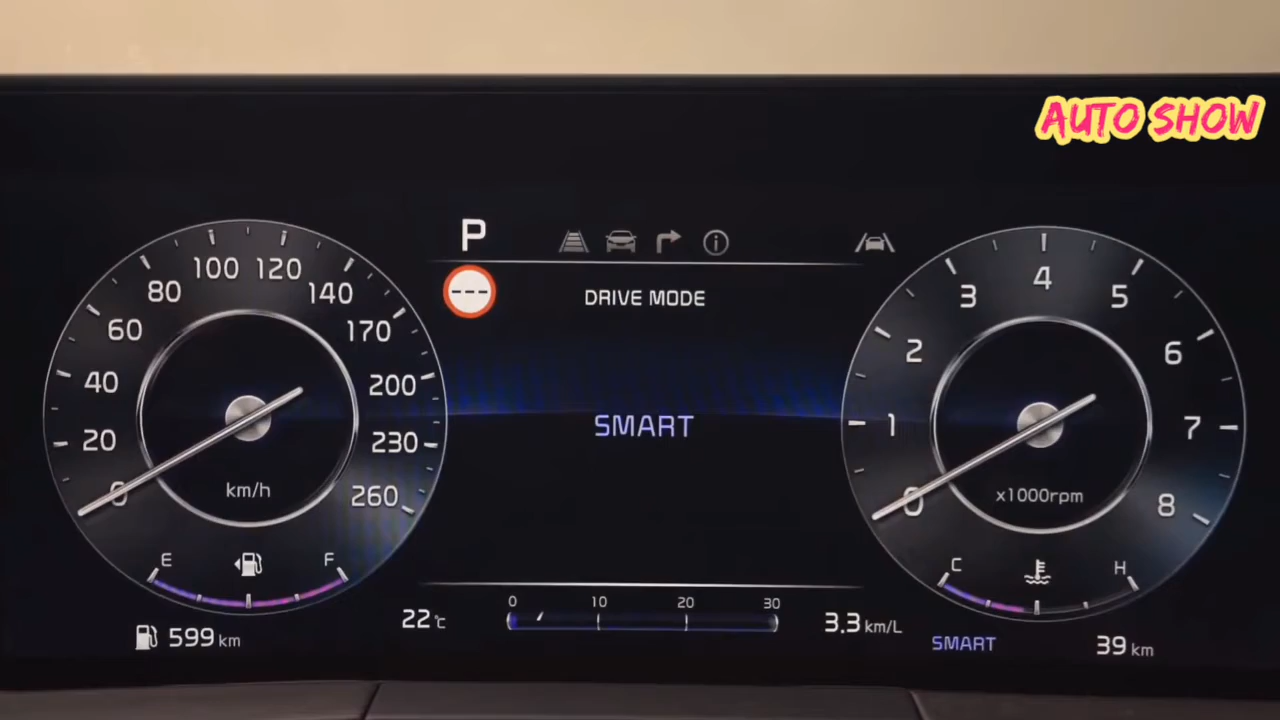 AUTO SHOW
P
---
DRIVE MODE
SMART
0
20
40
60
80
100
120
140
170
200
230
260
km/h
E
F
599 km
22°C
0 10 20 30
3.3 km/L
0
1
2
3
4
5
6
7
8
x1000rpm
C
H
SMART
39 km